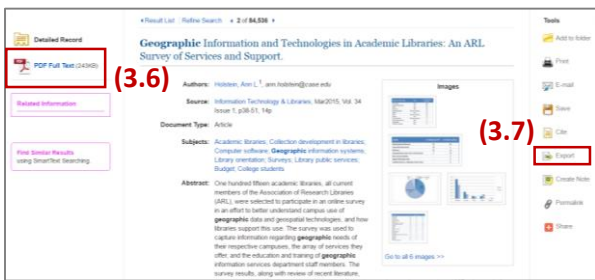 Result List | Refine Search 2 of 84,536
Tools
Detailed Record
PDF Full Text (243KB)
(3.6)
Related Information
Find Similar Results
using SmartText Searching.
Geographic Information and Technologies in Academic Libraries: An ARL
Survey of Services and Support.
Authors: Holstein, Ann L.1, ann.holstein@case.edu
Source: Information Technology & Libraries. Mar2015, Vol. 34
Issue 1, p38-51. 14p.
Document Type: Article
Subjects: Academic libraries; Collection development in libraries;
Computer software; Geographic information systems;
Library orientation; Surveys; Library public services;
Budget; College students
Abstract: One hundred fifteen academic libraries, all current
members of the Association of Research Libraries
(ARL), were selected to participate in an online survey
in an effort to better understand campus use of
geographic data and geospatial technologies, and how
libraries support this use. The survey was used to
capture information regarding geographic needs of
their respective campuses, the array of services they
offer, and the education and training of geographic
information services department staff members. The
survey results, along with review of recent literature,
Images
Go to all 6 images >>
Add to folder
Print
E-mail
Save
Cite
(3.7)
Export
Create Note
Permalink
Share